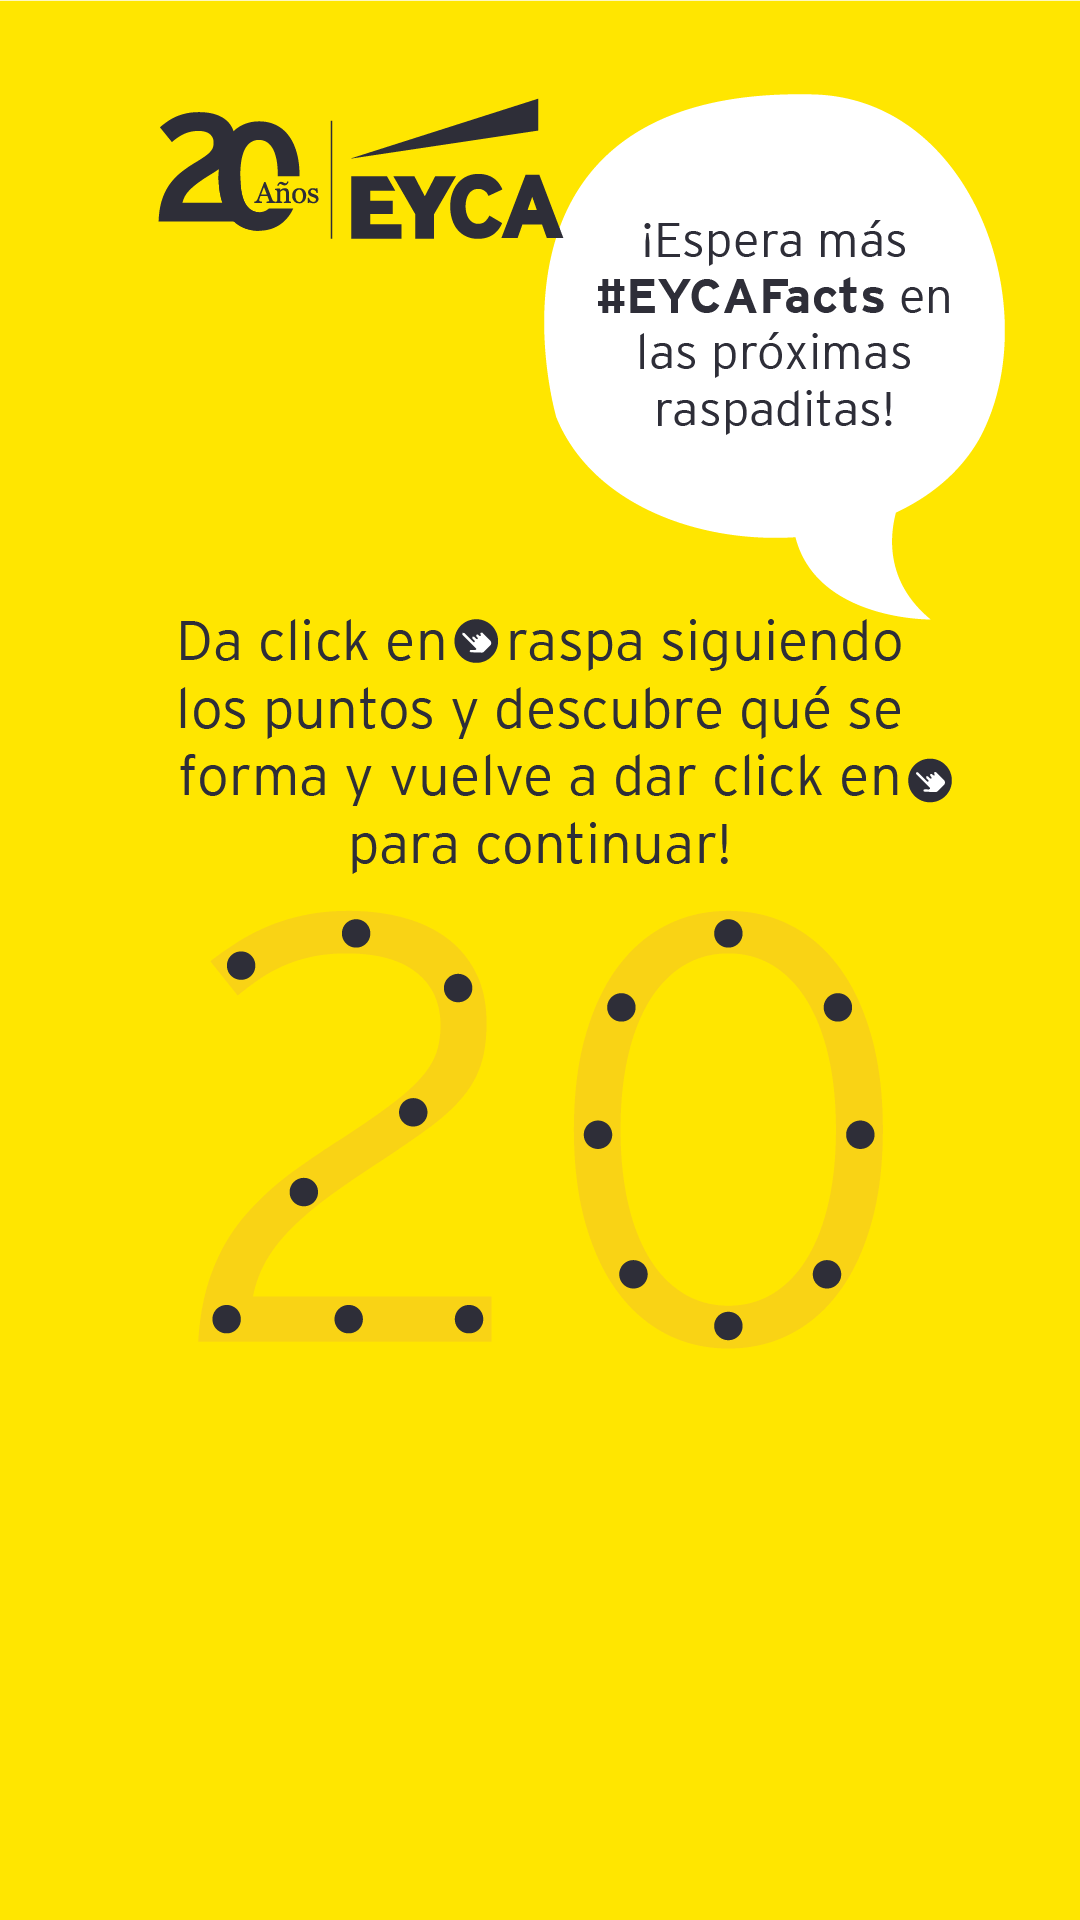 20 Años
EYCA
¡Espera más
#EYCAFacts en
las próximas
raspaditas!
Da click en raspa siguiendo
los puntos y descubre qué se
forma y vuelve a dar click en
para continuar!
20